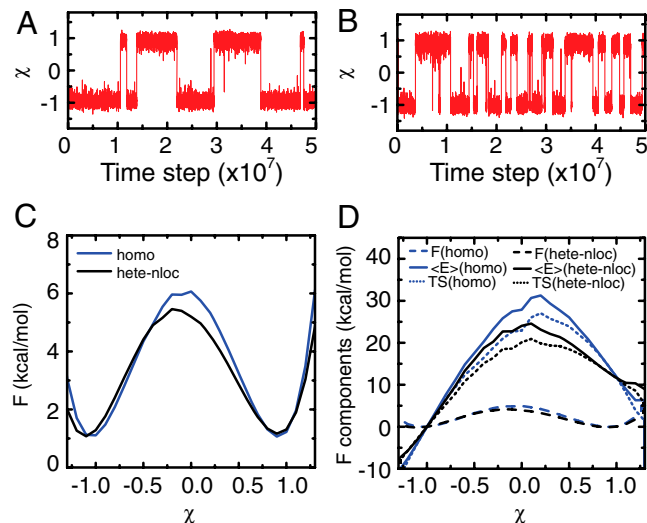 A
B
1
0
-1
χ
0 1 2 3 4 5
Time step (x10⁷)
1
0
-1
χ
0 1 2 3 4 5
Time step (x10⁷)
C
D
8
6
4
2
0
F (kcal/mol)
homo
hete-nloc
-1.0 -0.5 0.0 0.5 1.0
χ
40
30
20
10
0
-10
F components (kcal/mol)
F(homo)
<E>(homo)
TS(homo)
F(hete-nloc)
<E>(hete-nloc)
TS(hete-nloc)
-1.0 -0.5 0.0 0.5 1.0
χ